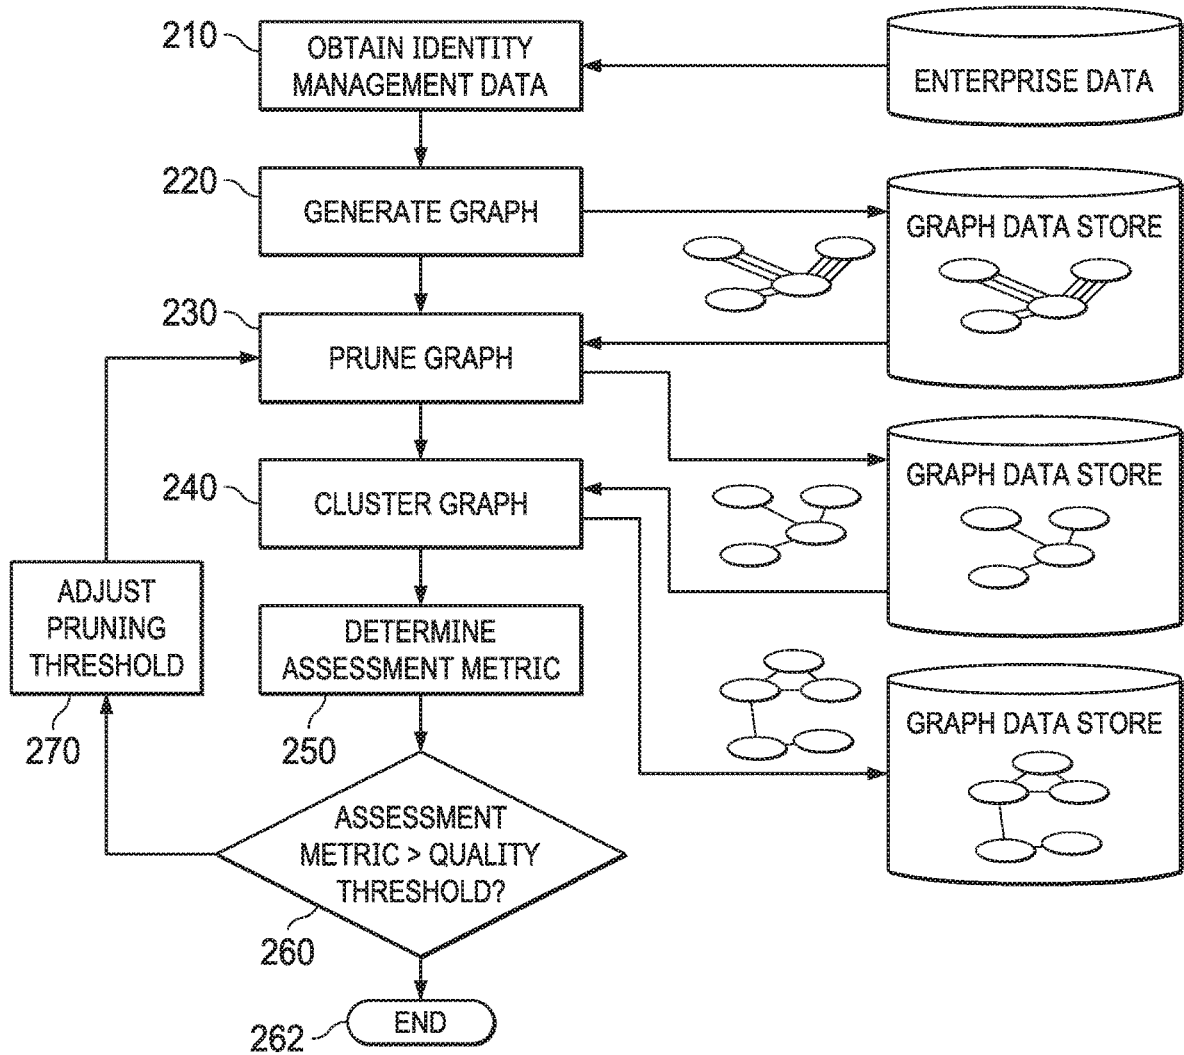 210
OBTAIN IDENTITY
MANAGEMENT DATA
ENTERPRISE DATA
220
GENERATE GRAPH
GRAPH DATA STORE
230
PRUNE GRAPH
240
CLUSTER GRAPH
GRAPH DATA STORE
ADJUST
PRUNING
THRESHOLD
270
DETERMINE
ASSESSMENT METRIC
250
GRAPH DATA STORE
ASSESSMENT
METRIC > QUALITY
THRESHOLD?
260
END
262